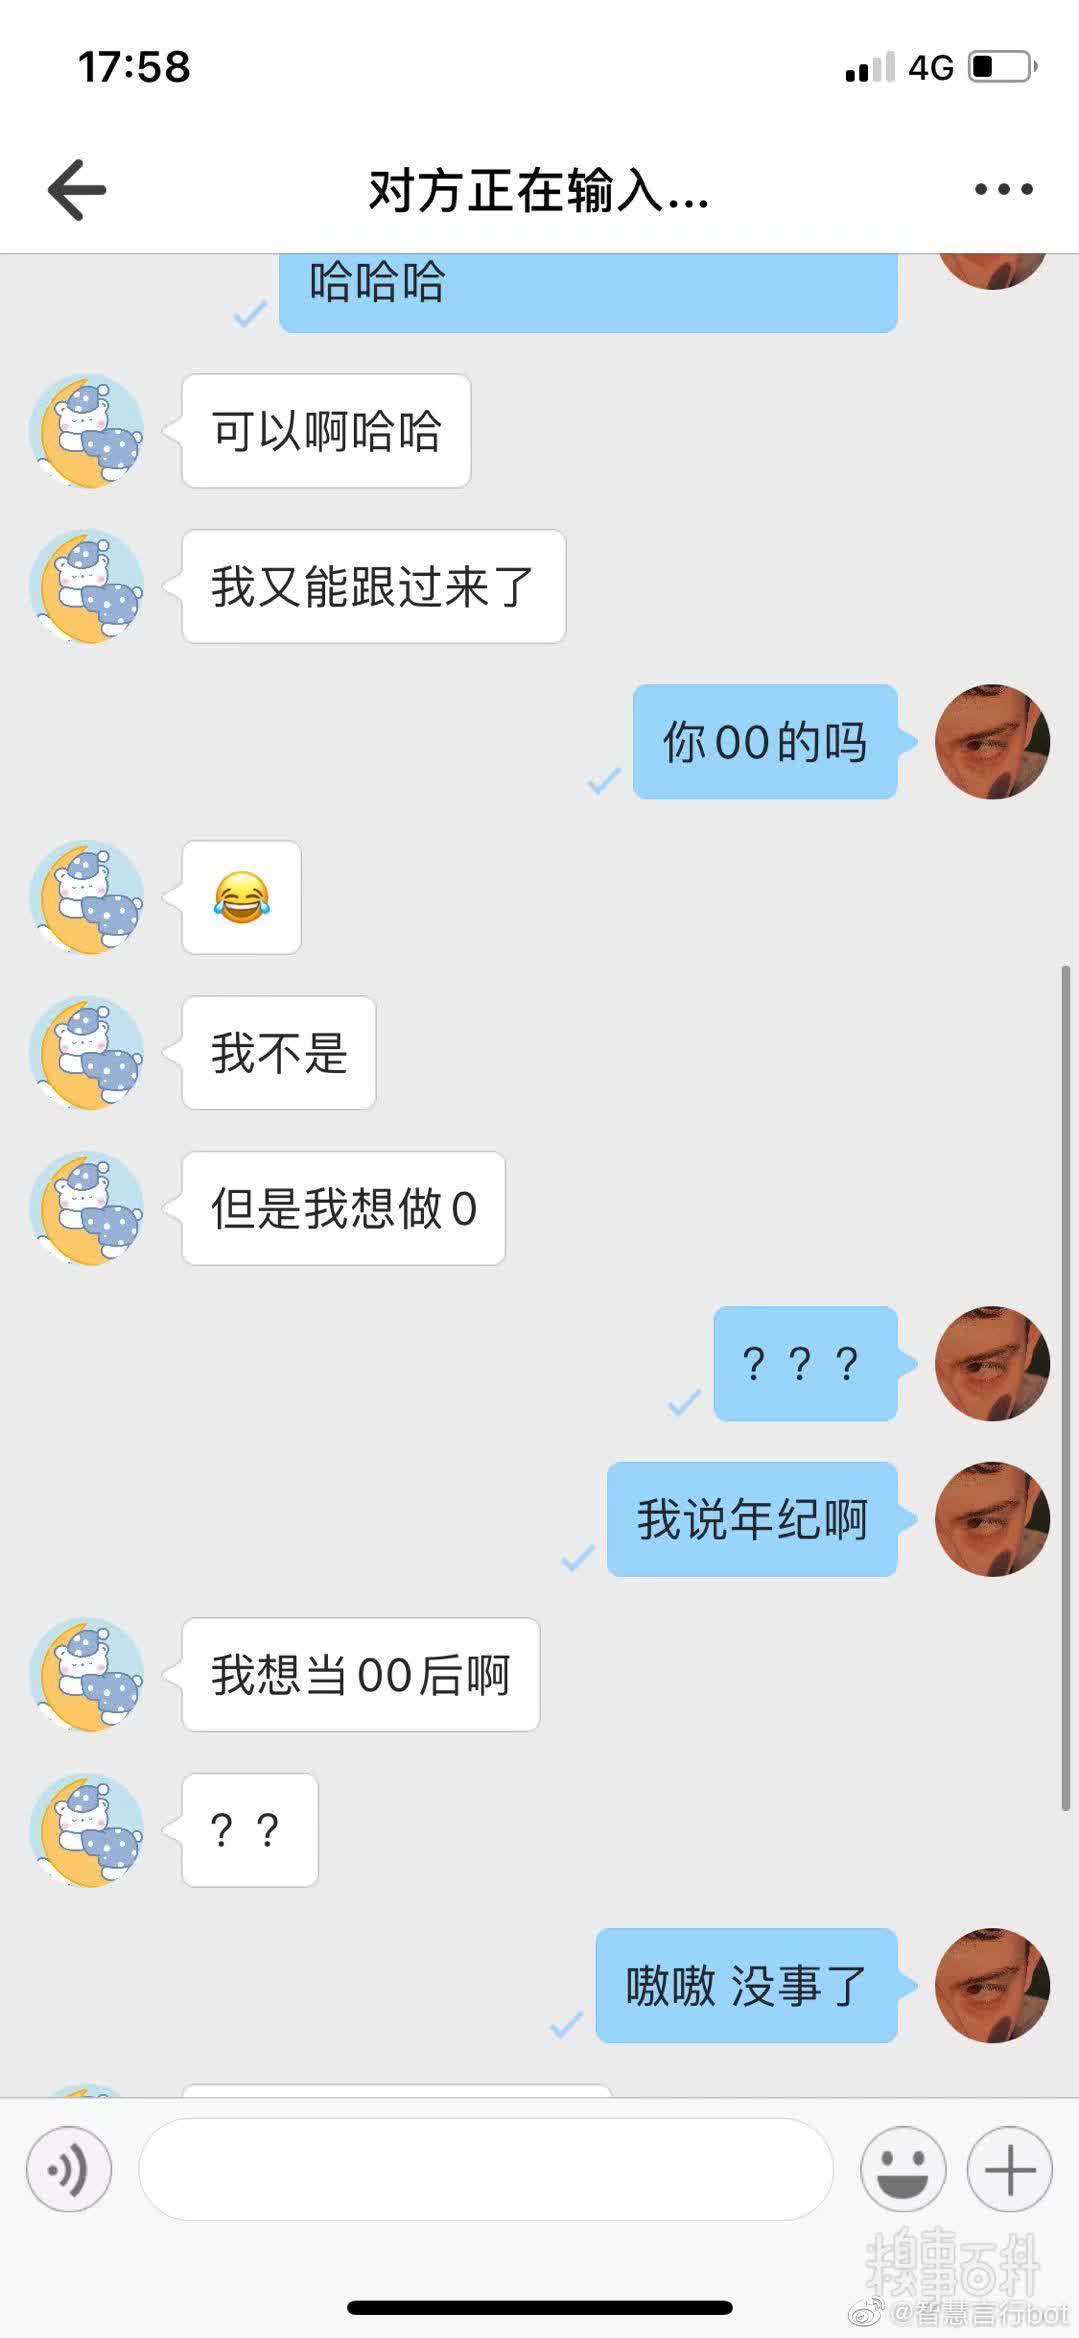 17:58
4G
对方正在输入...
哈哈哈
可以啊哈哈
我又能跟过来了
你00的吗
😂
我不是
但是我想做0
？？？
我说年纪啊
我想当00后啊
？？
嗷嗷 没事了
糗事百科
@智慧言行bot